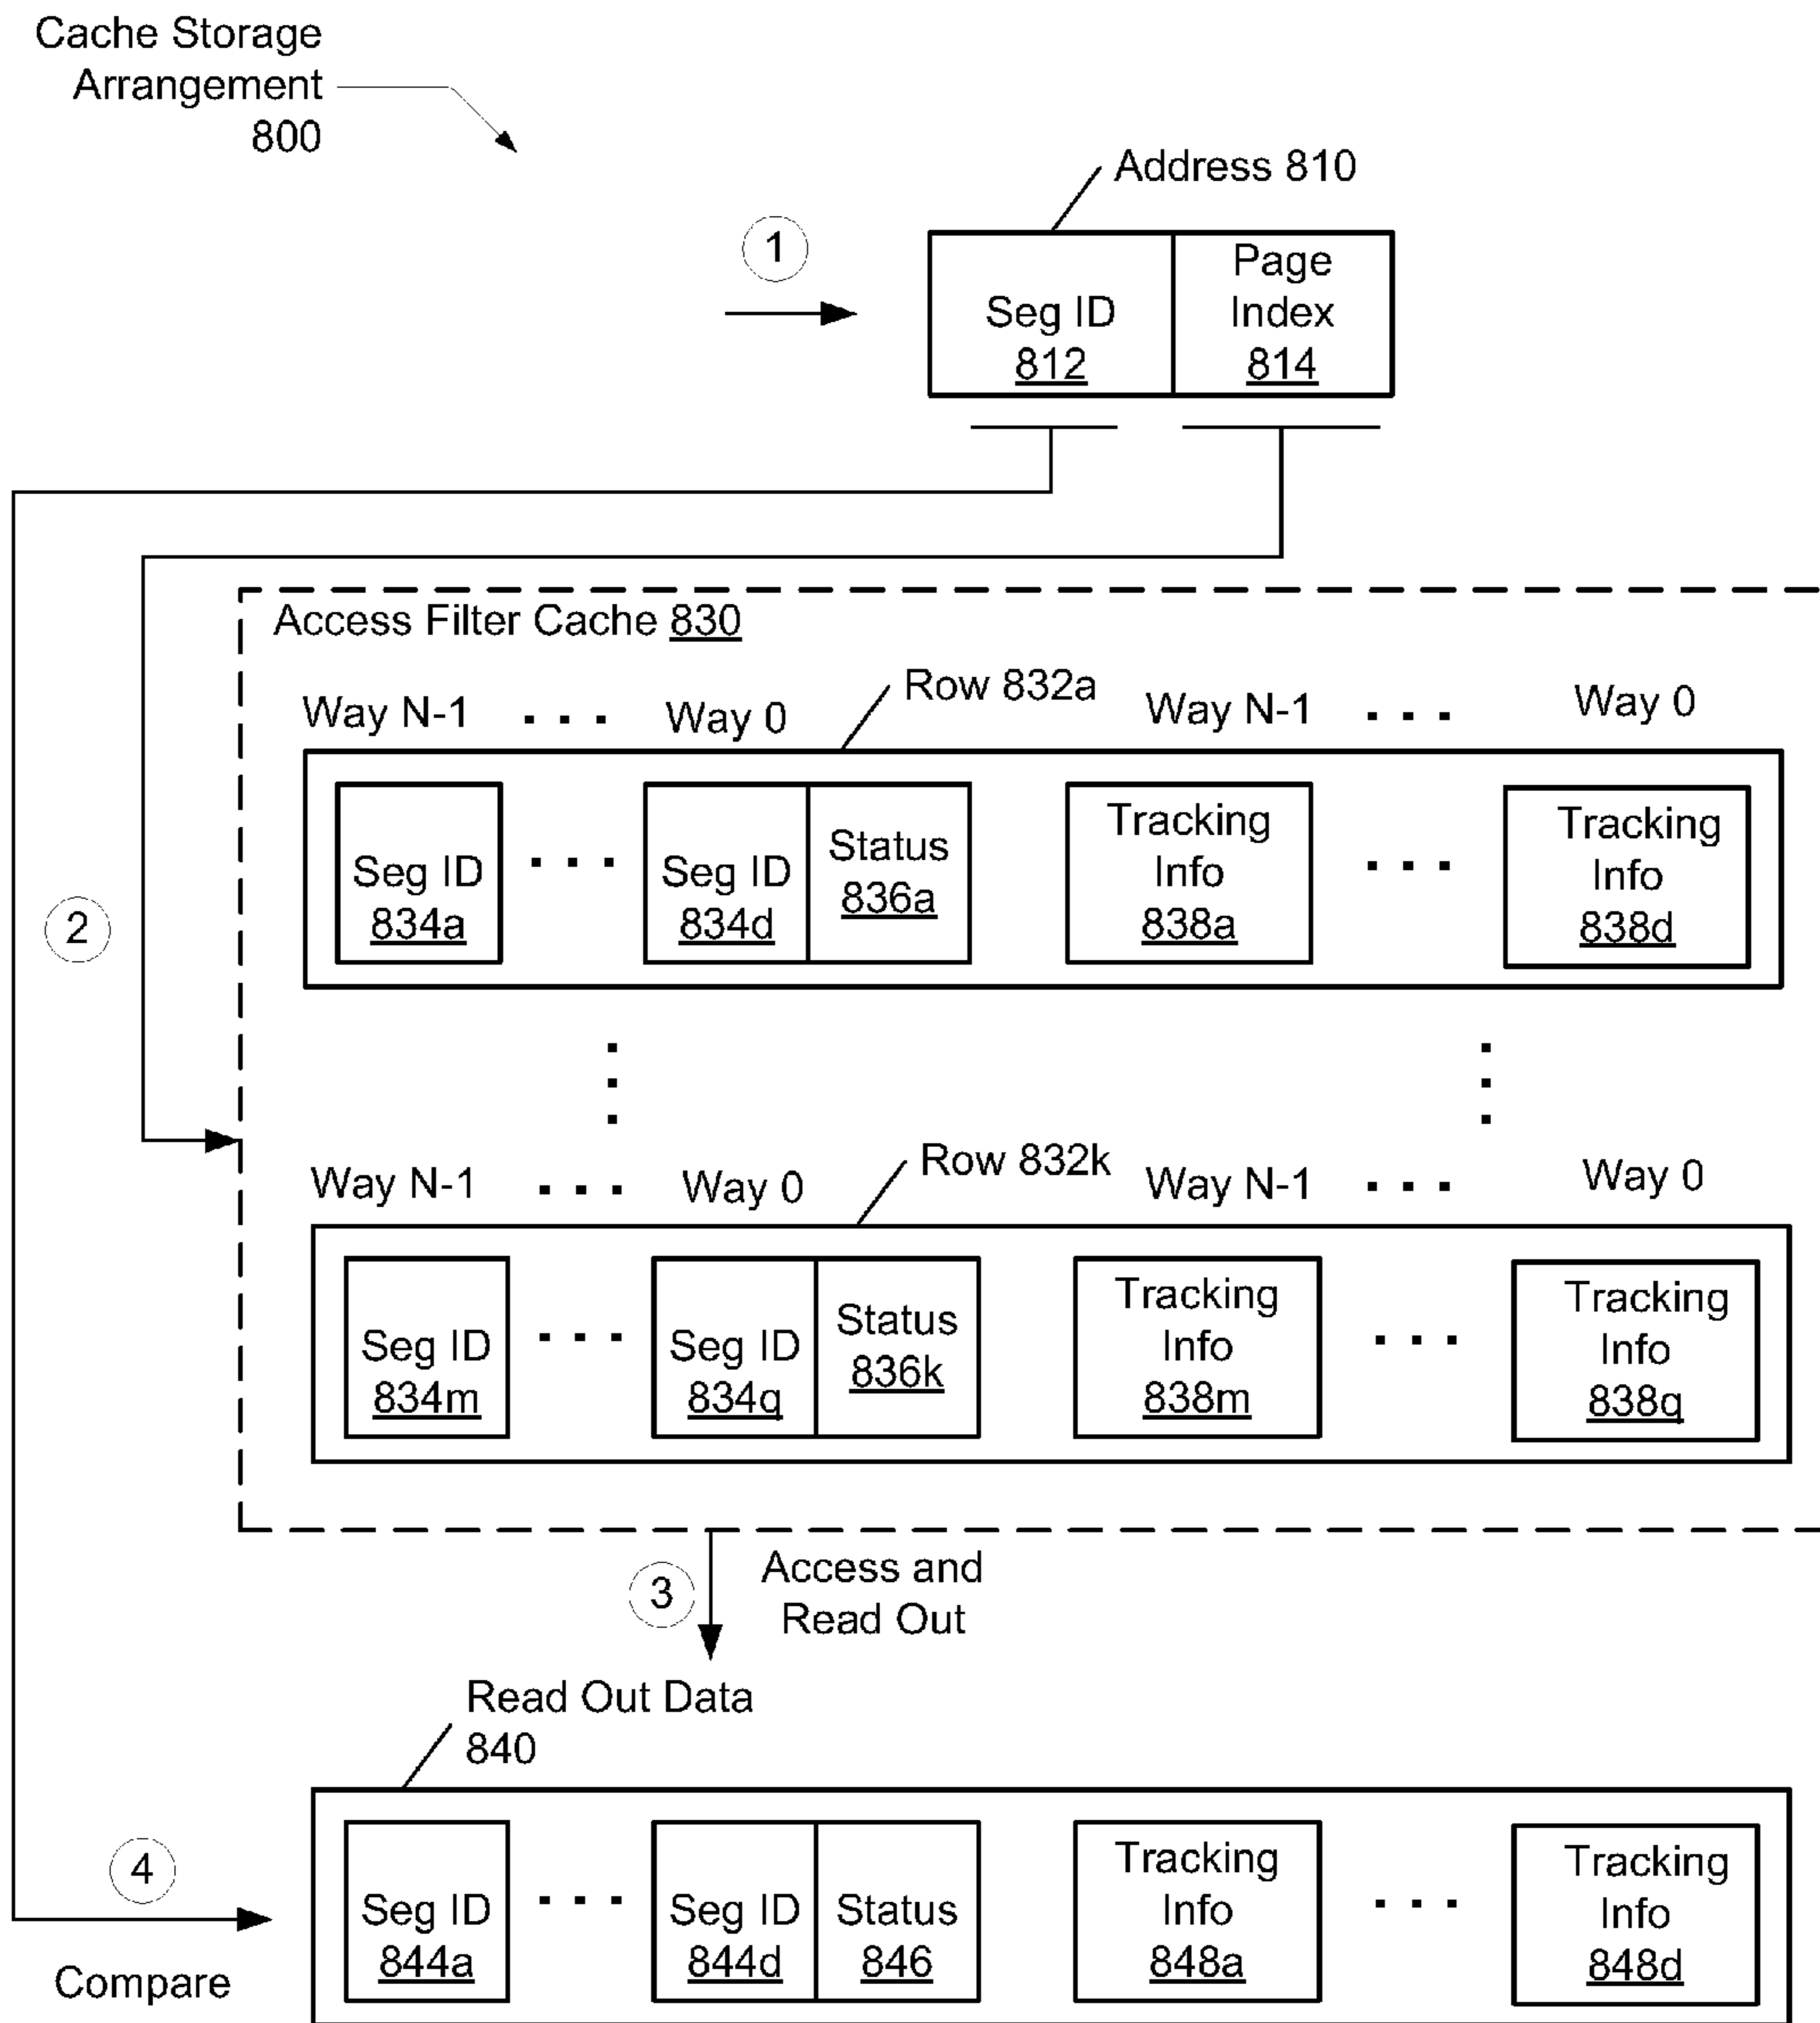 Cache Storage
Arrangement
800
Address 810
1
Seg ID
812
Page
Index
814
Access Filter Cache 830
Row 832a
Way N-1 . . . Way 0 Way N-1 . . . Way 0
Seg ID
834a
. . .
Seg ID
834d
Status
836a
Tracking
Info
838a
. . .
Tracking
Info
838d
2
Row 832k
Way N-1 . . . Way 0 Way N-1 . . . Way 0
Seg ID
834m
. . .
Seg ID
834q
Status
836k
Tracking
Info
838m
. . .
Tracking
Info
838q
3
Access and
Read Out
Read Out Data
840
4
Compare
Seg ID
844a
. . .
Seg ID
844d
Status
846
Tracking
Info
848a
. . .
Tracking
Info
848d